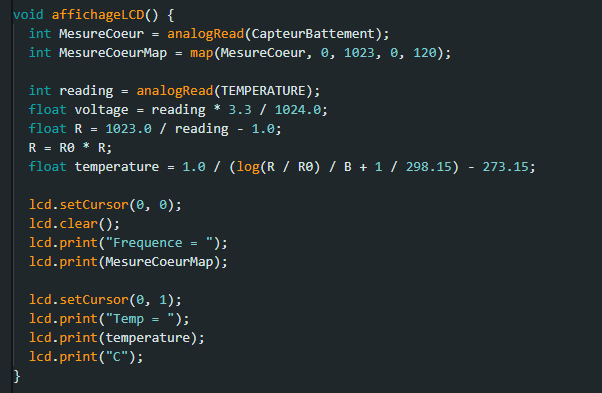 void affichageLCD() {
  int MesureCoeur = analogRead(CapteurBattement);
  int MesureCoeurMap = map(MesureCoeur, 0, 1023, 0, 120);

  int reading = analogRead(TEMPERATURE);
  float voltage = reading * 3.3 / 1024.0;
  float R = 1023.0 / reading - 1.0;
  R = R0 * R;
  float temperature = 1.0 / (log(R / R0) / B + 1 / 298.15) - 273.15;

  lcd.setCursor(0, 0);
  lcd.clear();
  lcd.print("Frequence = ");
  lcd.print(MesureCoeurMap);

  lcd.setCursor(0, 1);
  lcd.print("Temp = ");
  lcd.print(temperature);
  lcd.print("C");
}